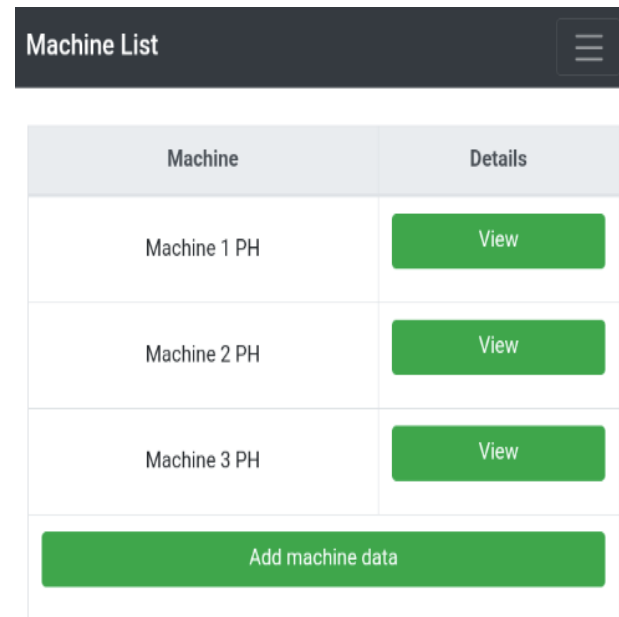 Machine List
Machine Details
Machine 1 PH View
Machine 2 PH View
Machine 3 PH View
Add machine data